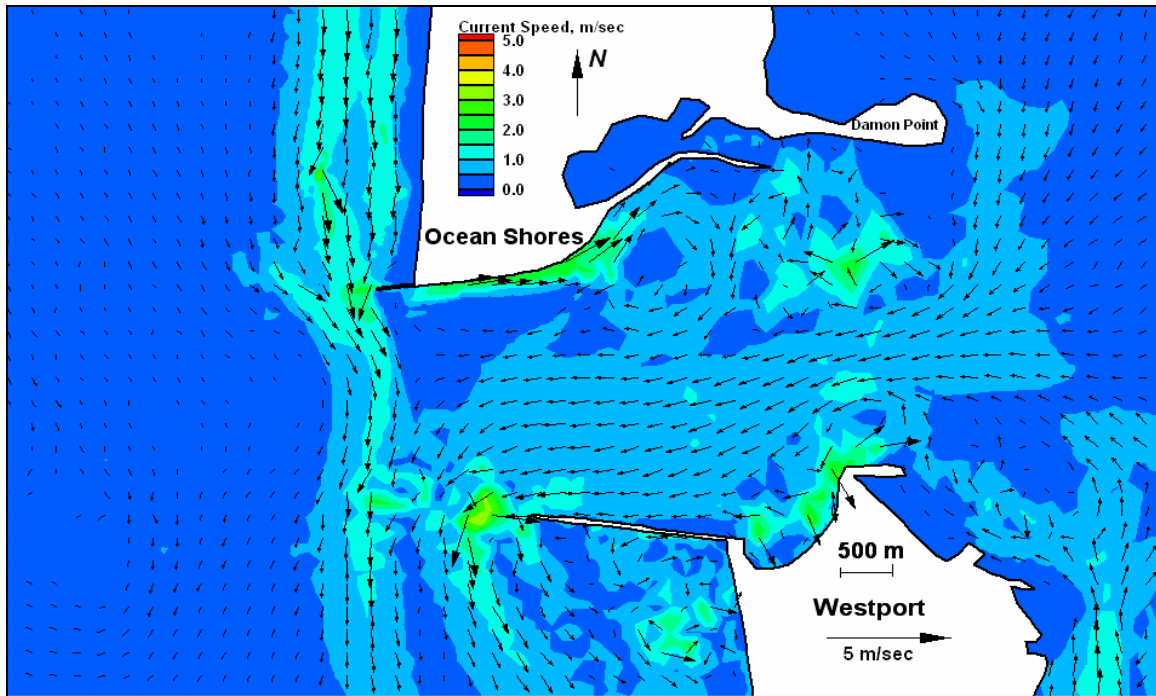 Current Speed, m/sec
5.0
4.0
3.0
2.0
1.0
0.0
N
Damon Point
Ocean Shores
500 m
Westport
5 m/sec